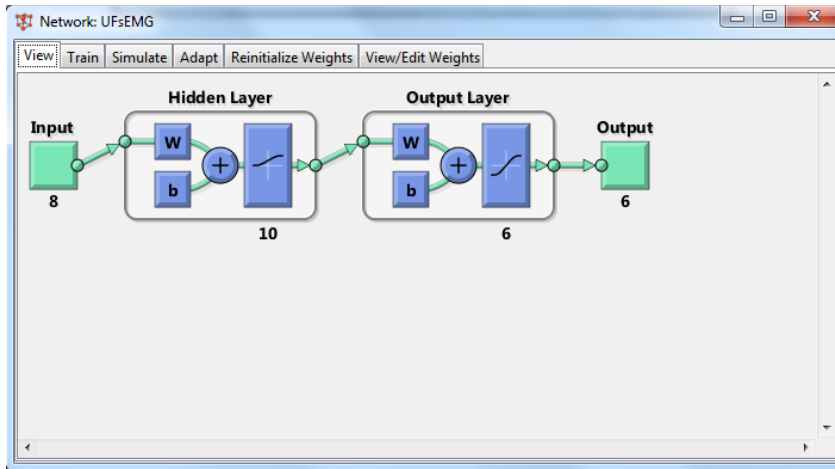 Network: UFsEMG
View Train Simulate Adapt Reinitialize Weights View/Edit Weights
Hidden Layer Output Layer
Input Output
W W
+ +
b b
8 6
10 6